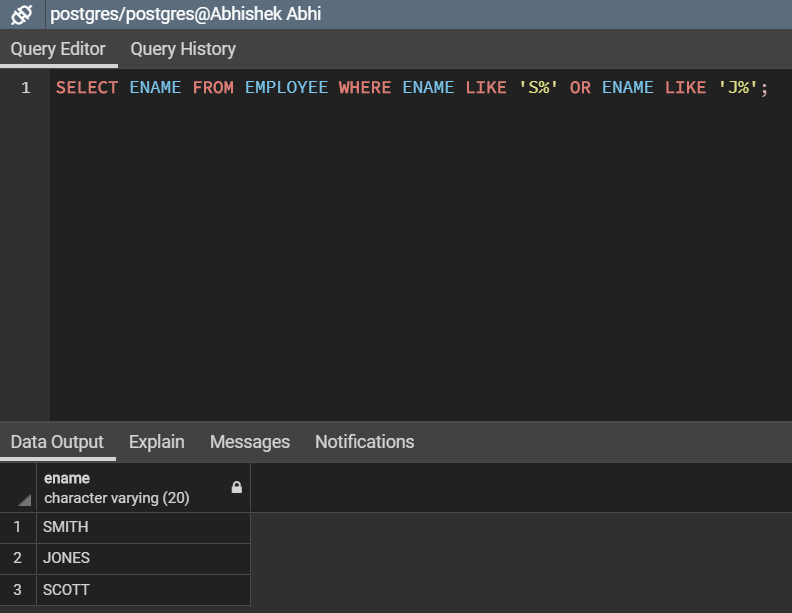 postgres/postgres@Abhishek Abhi
Query Editor Query History
1 SELECT ENAME FROM EMPLOYEE WHERE ENAME LIKE 'S%' OR ENAME LIKE 'J%';
Data Output Explain Messages Notifications
ename
character varying (20)
1 SMITH
2 JONES
3 SCOTT